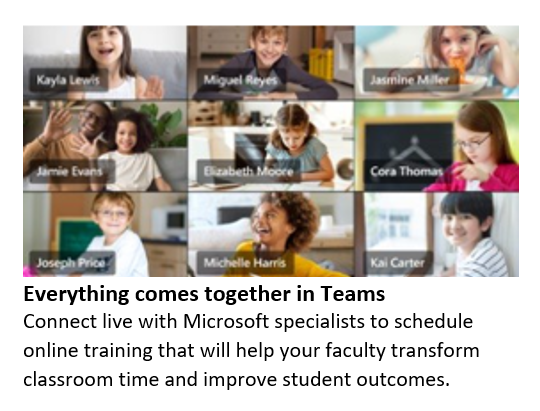 Kayla Lewis
Miguel Reyes
Jasmine Miller
Jamie Evans
Elizabeth Moore
Cora Thomas
Joseph Price
Michelle Harris
Kai Carter
Everything comes together in Teams
Connect live with Microsoft specialists to schedule
online training that will help your faculty transform
classroom time and improve student outcomes.